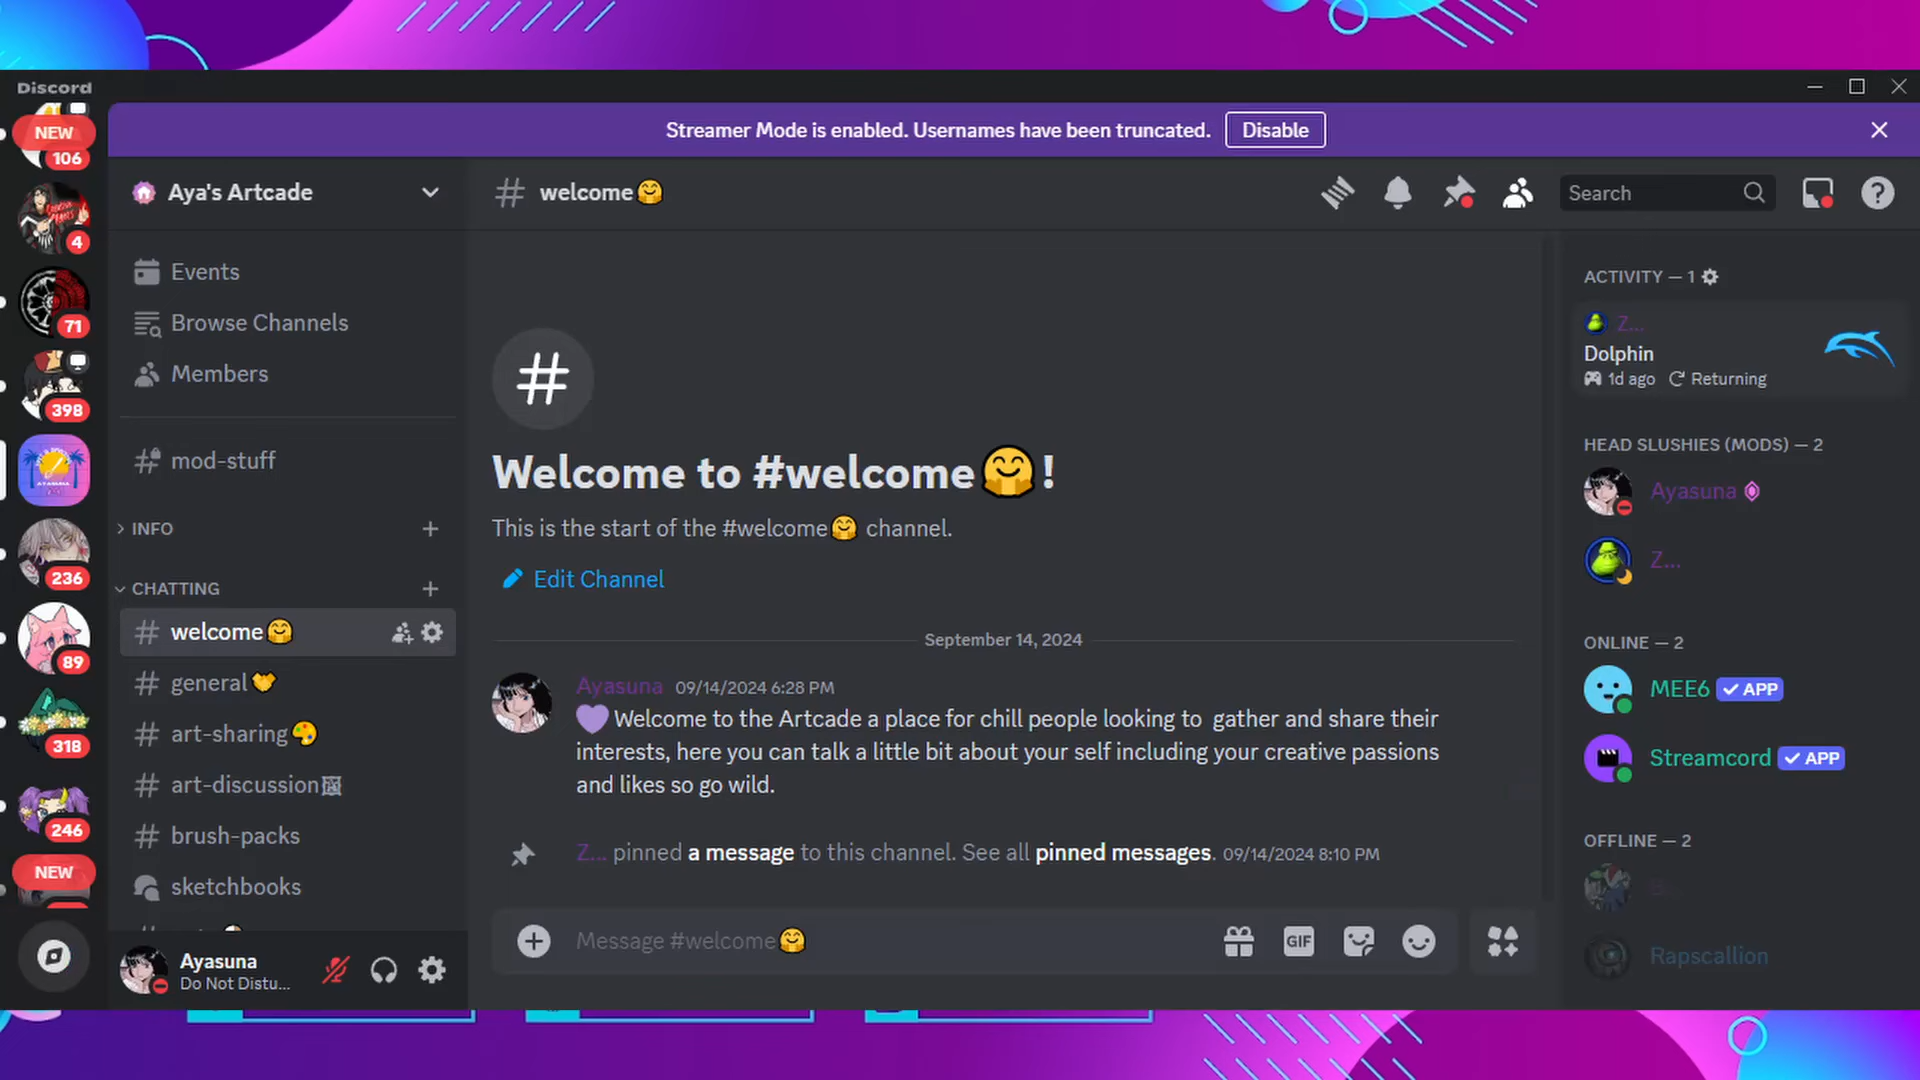 Discord
Streamer Mode is enabled. Usernames have been truncated.
Disable
NEW
106
4
71
398
236
89
318
246
NEW
Aya's Artcade
Events
Browse Channels
Members
mod-stuff
INFO
CHATTING
welcome🤗
general🤝
art-sharing🎨
art-discussion🖼
brush-packs
sketchbooks
Ayasuna
Do Not Distu...
welcome🤗
Search
Welcome to #welcome🤗!
This is the start of the #welcome🤗 channel.
Edit Channel
September 14, 2024
Ayasuna 09/14/2024 6:28 PM
💜Welcome to the Artcade a place for chill people looking to gather and share their
interests, here you can talk a little bit about your self including your creative passions
and likes so go wild.
Z... pinned a message to this channel. See all pinned messages. 09/14/2024 8:10 PM
Message #welcome🤗
GIF
ACTIVITY — 1
Z...
Dolphin
1d ago Returning
HEAD SLUSHIES (MODS) — 2
Ayasuna
Z...
ONLINE — 2
MEE6 ✓ APP
Streamcord ✓ APP
OFFLINE — 2
Rapscallion